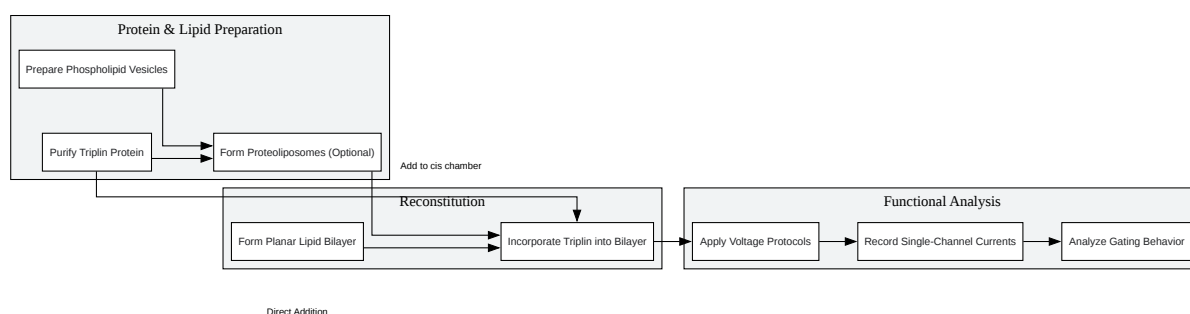 Protein & Lipid Preparation
Prepare Phospholipid Vesicles
Purify Triplin Protein
Form Proteoliposomes (Optional)
Add to cis chamber
Reconstitution
Functional Analysis
Form Planar Lipid Bilayer
Incorporate Triplin into Bilayer
Apply Voltage Protocols
Record Single-Channel Currents
Analyze Gating Behavior
Direct Addition